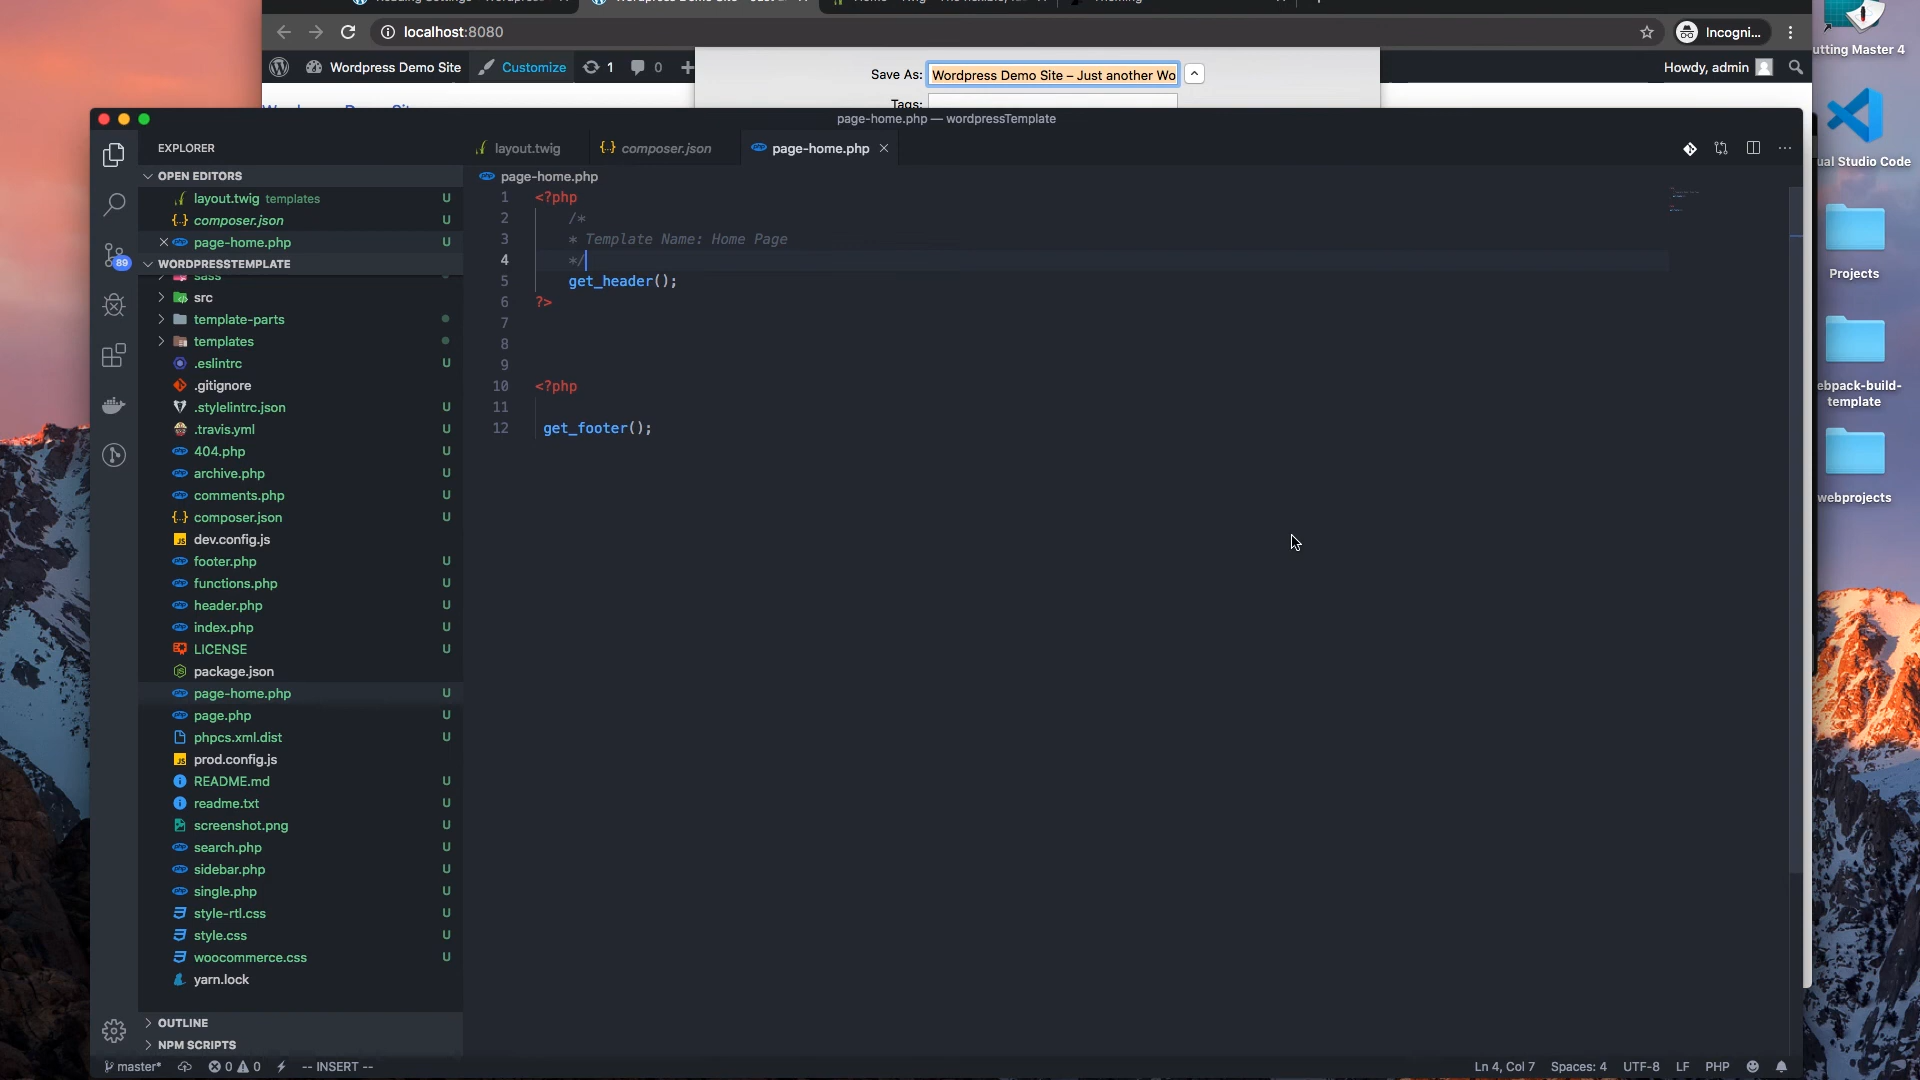 localhost:8080
Incogni...
Wordpress Demo Site
Customize
1
0
Howdy, admin
Save As:
Wordpress Demo Site – Just another Wo
Tags:
utting Master 4
page-home.php — wordpressTemplate
EXPLORER
layout.twig
composer.json
page-home.php
ual Studio Code
OPEN EDITORS
layout.twig templates U
composer.json U
page-home.php U
WORDPRESSTEMPLATE
sass
src
template-parts
templates
.eslintrc U
.gitignore
.stylelintrc.json U
.travis.yml U
404.php U
archive.php U
comments.php U
composer.json U
dev.config.js
footer.php U
functions.php U
header.php U
index.php U
LICENSE U
package.json
page-home.php U
page.php U
phpcs.xml.dist U
prod.config.js
README.md U
readme.txt U
screenshot.png U
search.php U
sidebar.php U
single.php U
style-rtl.css U
style.css U
woocommerce.css U
yarn.lock
OUTLINE
NPM SCRIPTS
89
page-home.php
1 <?php
2 /*
3 * Template Name: Home Page
4 */
5 get_header();
6 ?>
7
8
9
10 <?php
11
12 get_footer();
Projects
ebpack-build-
template
webprojects
master*
0
0
-- INSERT --
Ln 4, Col 7
Spaces: 4
UTF-8
LF
PHP